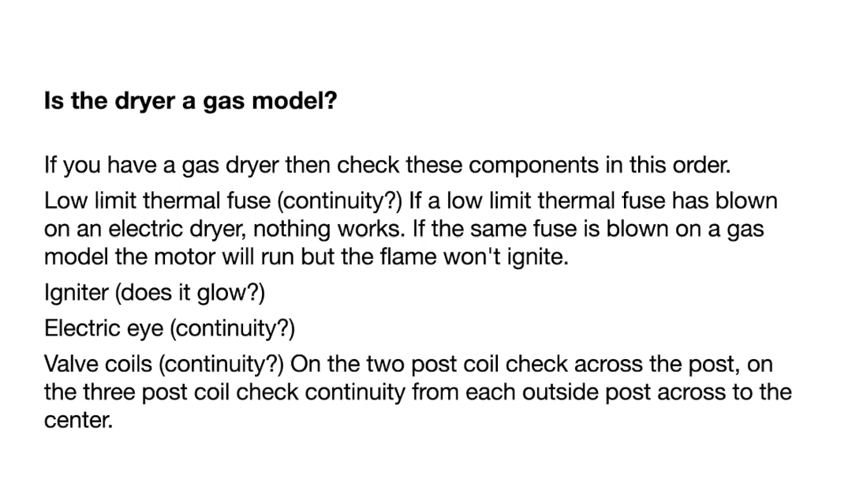 Is the dryer a gas model?
If you have a gas dryer then check these components in this order.
Low limit thermal fuse (continuity?) If a low limit thermal fuse has blown
on an electric dryer, nothing works. If the same fuse is blown on a gas
model the motor will run but the flame won't ignite.
Igniter (does it glow?)
Electric eye (continuity?)
Valve coils (continuity?) On the two post coil check across the post, on
the three post coil check continuity from each outside post across to the
center.